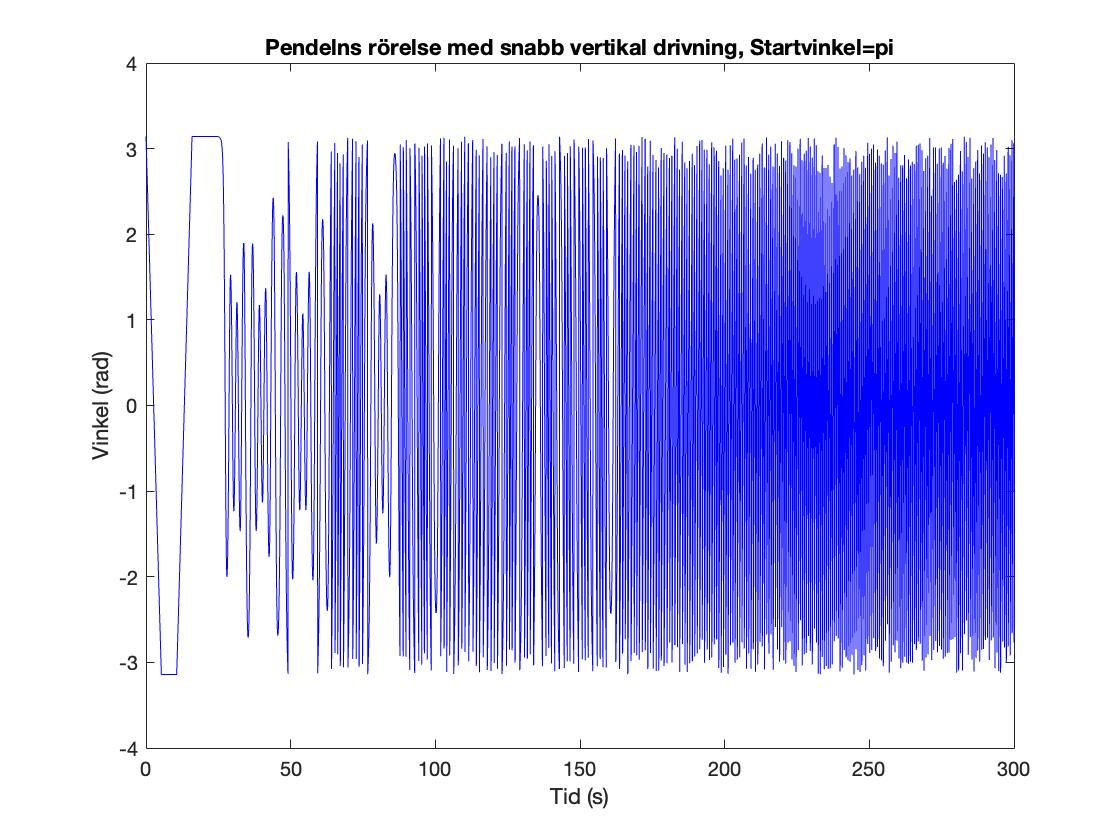 Pendelns rörelse med snabb vertikal drivning, Startvinkel=pi
4
3
2
1
0
-1
-2
-3
-4
Vinkel (rad)
0 50 100 150 200 250 300
Tid (s)